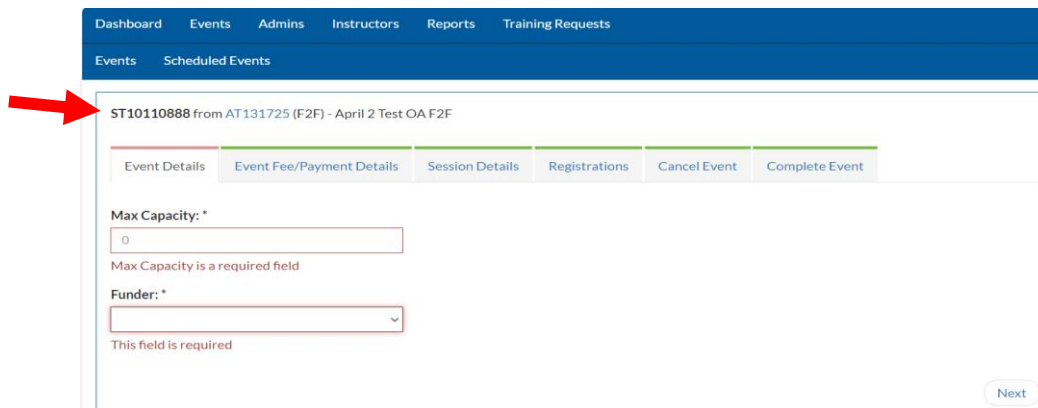 Dashboard Events Admins Instructors Reports Training Requests
Events Scheduled Events
ST10110888 from AT131725 (F2F) - April 2 Test OA F2F
Event Details Event Fee/Payment Details Session Details Registrations Cancel Event Complete Event
Max Capacity: *
0
Max Capacity is a required field
Funder: *
This field is required
Next